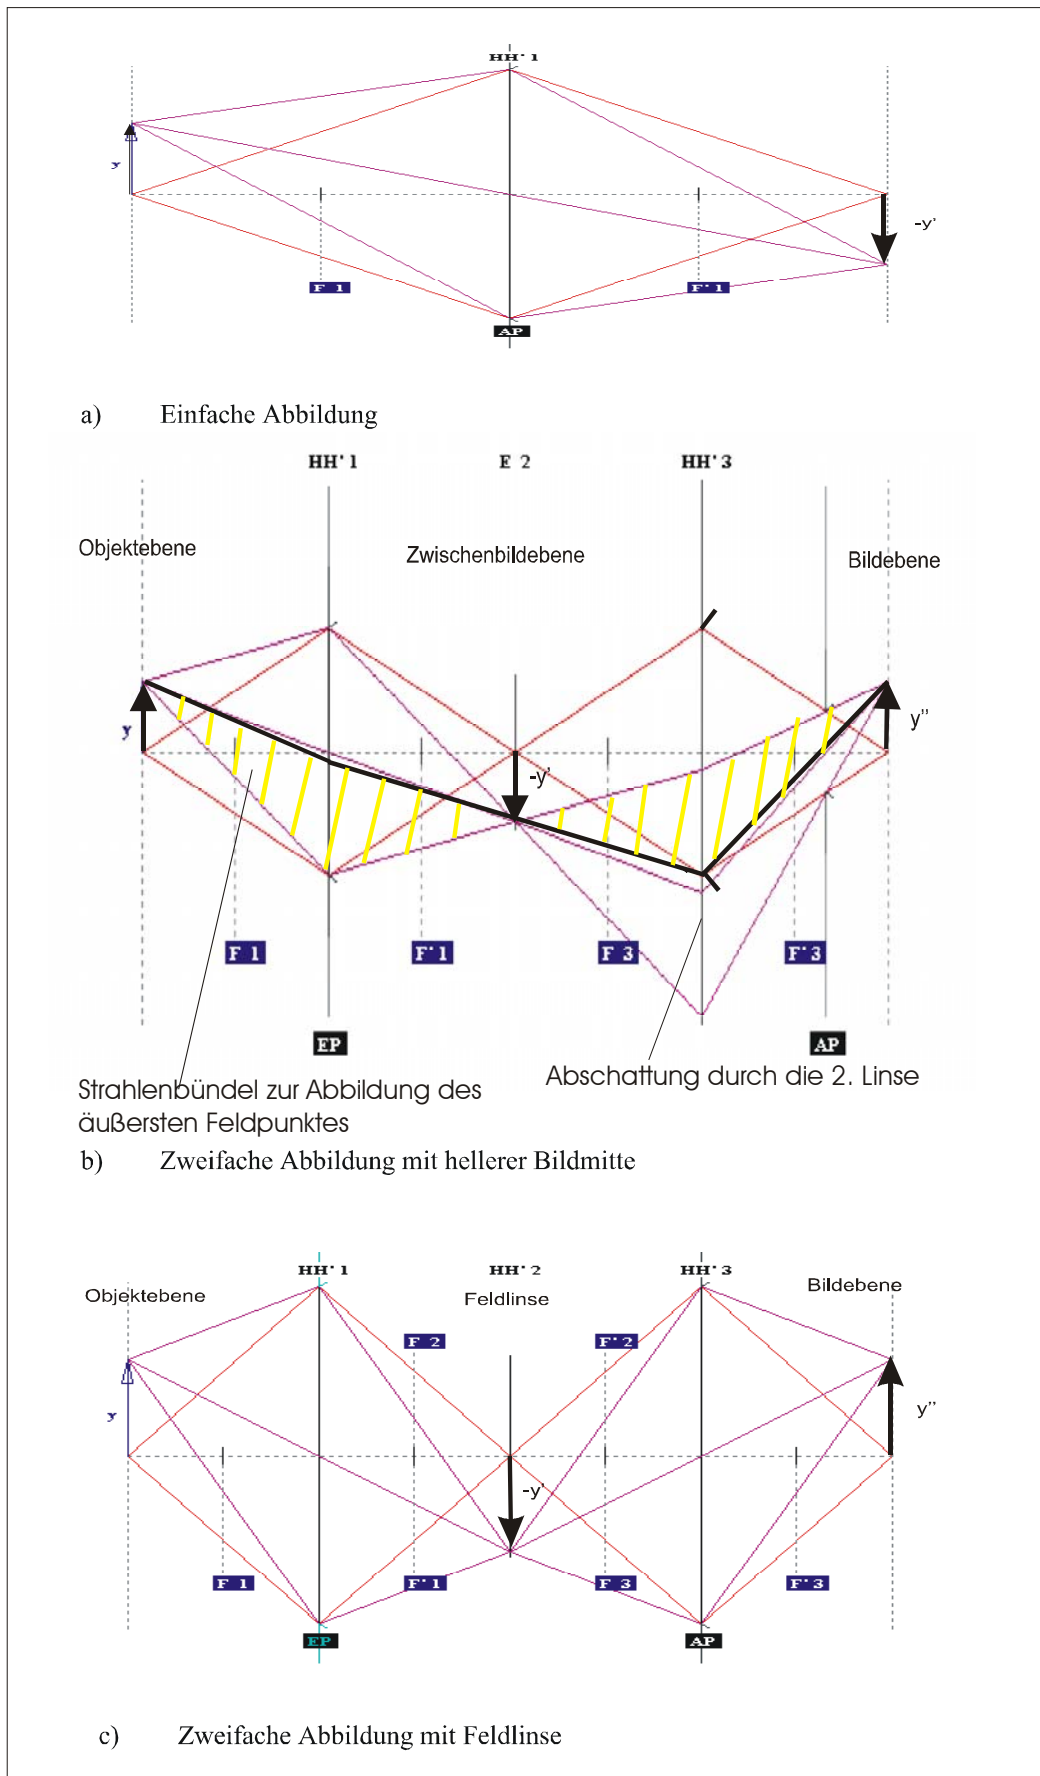 HH' 1
y
-y'
F 1
F' 1
AP
a) Einfache Abbildung
HH' 1 E 2 HH' 3
Objektebene Zwischenbildebene Bildebene
y
-y'
y''
F 1 F' 1 F 3 F' 3
EP AP
Strahlenbündel zur Abbildung des
äußersten Feldpunktes
Abschattung durch die 2. Linse
b) Zweifache Abbildung mit hellerer Bildmitte
HH' 1 HH' 2 HH' 3
Objektebene Feldlinse Bildebene
F 2 F' 2
y
y''
-y'
F 1 F' 1 F 3 F' 3
EP AP
c) Zweifache Abbildung mit Feldlinse